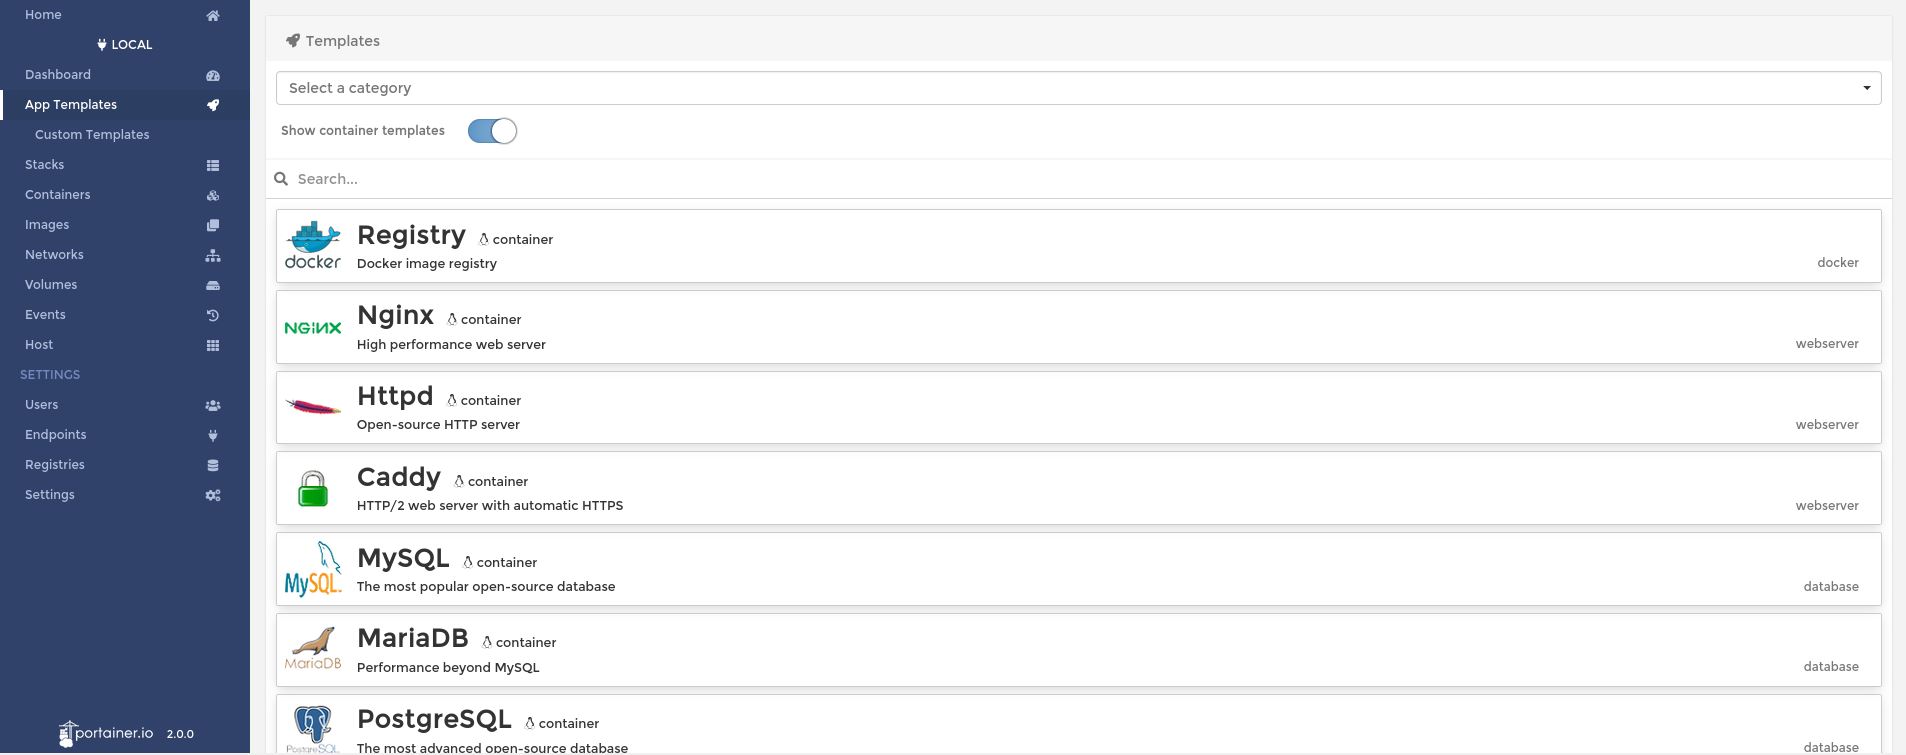 Home
LOCAL
Dashboard
App Templates
Custom Templates
Stacks
Containers
Images
Networks
Volumes
Events
Host
SETTINGS
Users
Endpoints
Registries
Settings
portainer.io 2.0.0
Templates
Select a category
Show container templates
Search...
docker
Registry container
Docker image registry
docker
NGINX
Nginx container
High performance web server
webserver
Httpd container
Open-source HTTP server
webserver
Caddy container
HTTP/2 web server with automatic HTTPS
webserver
MySQL
MySQL container
The most popular open-source database
database
MariaDB
MariaDB container
Performance beyond MySQL
database
PostgreSQL
PostgreSQL container
The most advanced open-source database
database